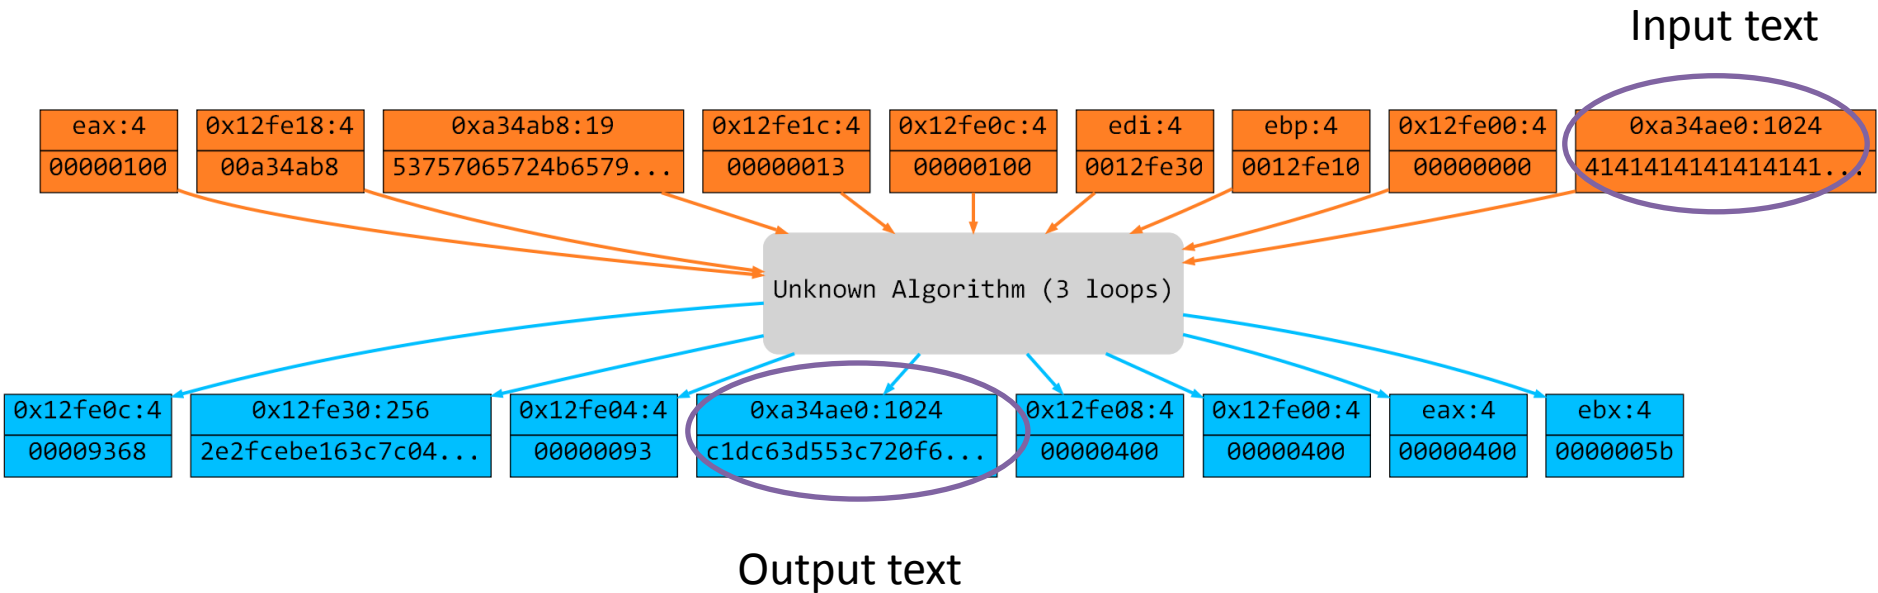 Input text
eax:4 0x12fe18:4 0xa34ab8:19 0x12fe1c:4 0x12fe0c:4 edi:4 ebp:4 0x12fe00:4 0xa34ae0:1024
00000100 00a34ab8 53757065724b6579... 00000013 00000100 0012fe30 0012fe10 00000000 4141414141414141...
Unknown Algorithm (3 loops)
0x12fe0c:4 0x12fe30:256 0x12fe04:4 0xa34ae0:1024 0x12fe08:4 0x12fe00:4 eax:4 ebx:4
00009368 2e2fcebe163c7c04... 00000093 c1dc63d553c720f6... 00000400 00000400 00000400 0000005b
Output text